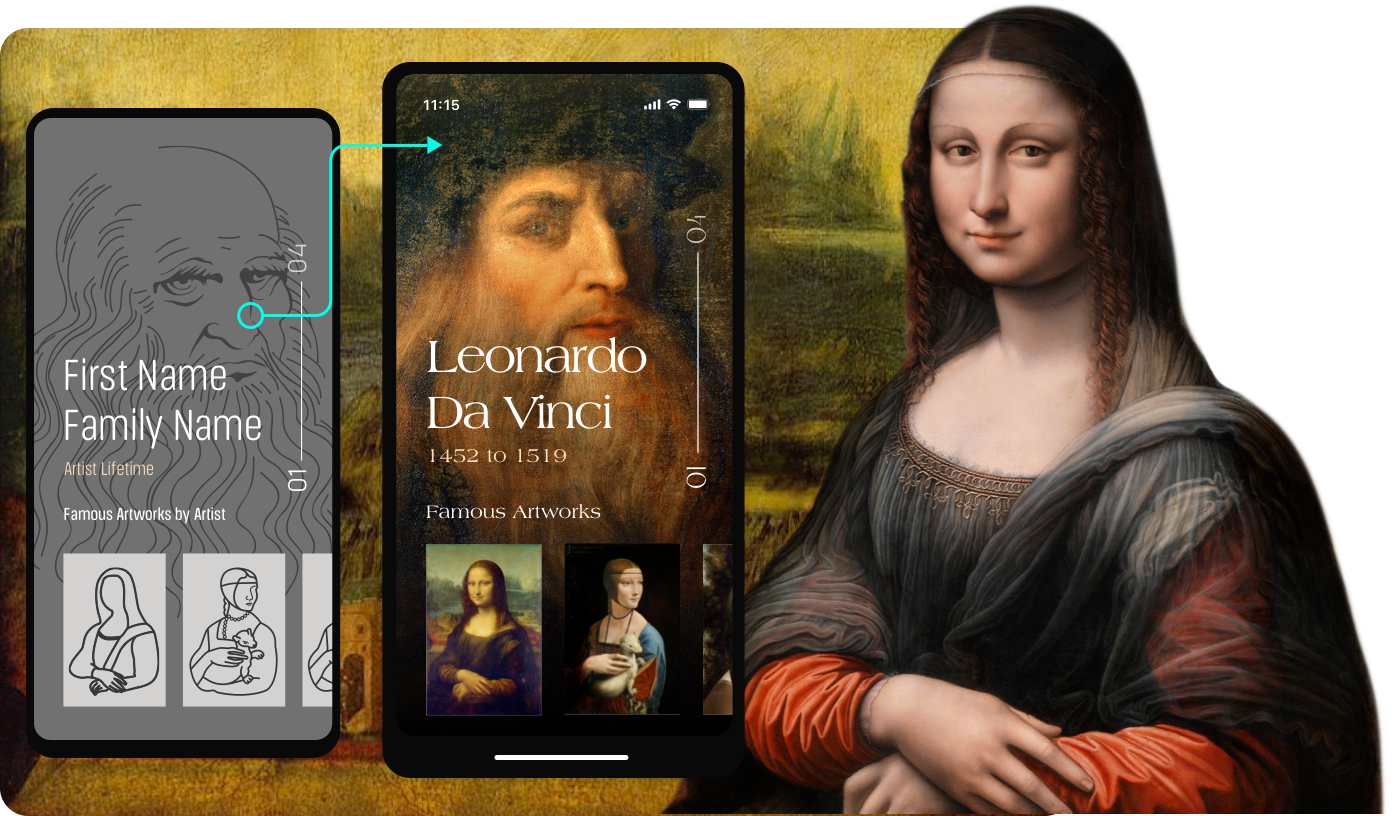 04
First Name
Family Name
Artist Lifetime
01
Famous Artworks by Artist
11:15
04
Leonardo
Da Vinci
1452 to 1519
01
Famous Artworks